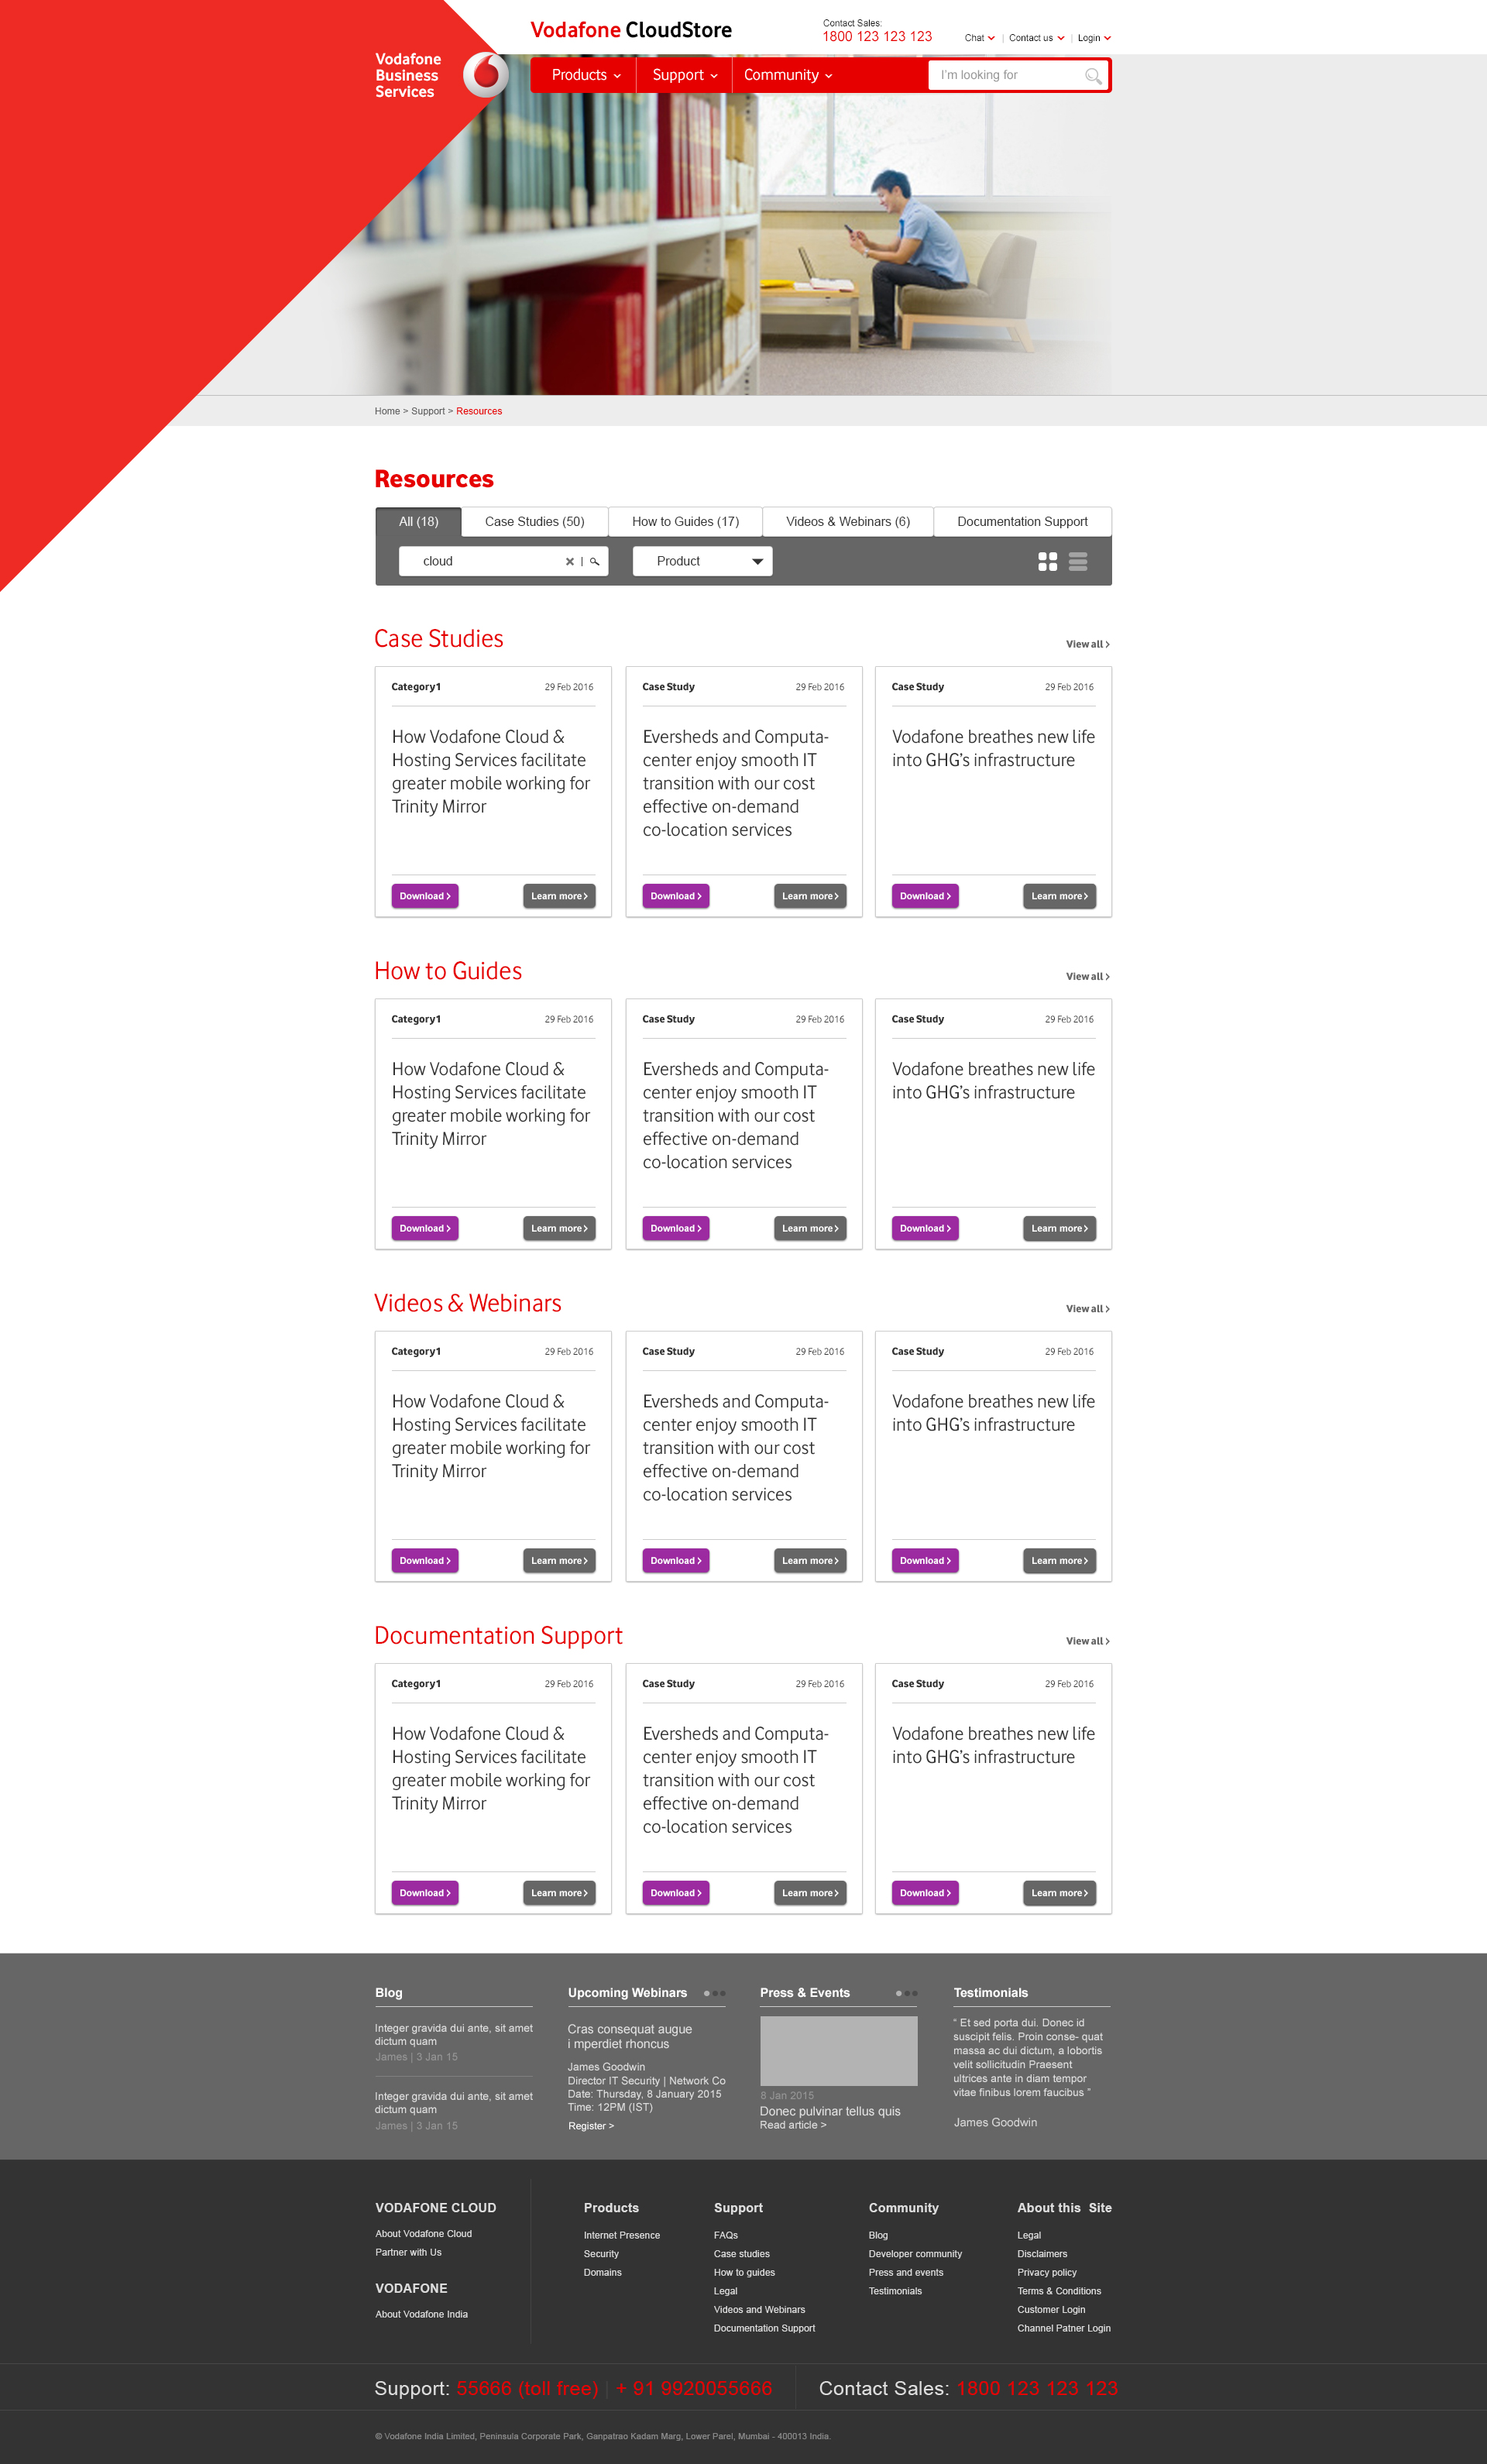 Vodafone CloudStore
Contact Sales:
1800 123 123 123
Chat | Contact us | Login
Vodafone
Business
Services
Products
Support
Community
I'm looking for
Home > Support > Resources
Resources
All (18)
Case Studies (50)
How to Guides (17)
Videos & Webinars (6)
Documentation Support
cloud
Product
Case Studies
View all >
Category1 29 Feb 2016
How Vodafone Cloud &
Hosting Services facilitate
greater mobile working for
Trinity Mirror
Download > Learn more >
Case Study 29 Feb 2016
Eversheds and Computa-
center enjoy smooth IT
transition with our cost
effective on-demand
co-location services
Download > Learn more >
Case Study 29 Feb 2016
Vodafone breathes new life
into GHG's infrastructure
Download > Learn more >
How to Guides
View all >
Category1 29 Feb 2016
How Vodafone Cloud &
Hosting Services facilitate
greater mobile working for
Trinity Mirror
Download > Learn more >
Case Study 29 Feb 2016
Eversheds and Computa-
center enjoy smooth IT
transition with our cost
effective on-demand
co-location services
Download > Learn more >
Case Study 29 Feb 2016
Vodafone breathes new life
into GHG's infrastructure
Download > Learn more >
Videos & Webinars
View all >
Category1 29 Feb 2016
How Vodafone Cloud &
Hosting Services facilitate
greater mobile working for
Trinity Mirror
Download > Learn more >
Case Study 29 Feb 2016
Eversheds and Computa-
center enjoy smooth IT
transition with our cost
effective on-demand
co-location services
Download > Learn more >
Case Study 29 Feb 2016
Vodafone breathes new life
into GHG's infrastructure
Download > Learn more >
Documentation Support
View all >
Category1 29 Feb 2016
How Vodafone Cloud &
Hosting Services facilitate
greater mobile working for
Trinity Mirror
Download > Learn more >
Case Study 29 Feb 2016
Eversheds and Computa-
center enjoy smooth IT
transition with our cost
effective on-demand
co-location services
Download > Learn more >
Case Study 29 Feb 2016
Vodafone breathes new life
into GHG's infrastructure
Download > Learn more >
Blog
Integer gravida dui ante, sit amet
dictum quam
James | 3 Jan 15
Integer gravida dui ante, sit amet
dictum quam
James | 3 Jan 15
Upcoming Webinars
Cras consequat augue
i mperdiet rhoncus
James Goodwin
Director IT Security | Network Co
Date: Thursday, 8 January 2015
Time: 12PM (IST)
Register >
Press & Events
8 Jan 2015
Donec pulvinar tellus quis
Read article >
Testimonials
“ Et sed porta dui. Donec id
suscipit felis. Proin conse- quat
massa ac dui dictum, a lobortis
velit sollicitudin Praesent
ultrices ante in diam tempor
vitae finibus lorem faucibus ”
James Goodwin
VODAFONE CLOUD
About Vodafone Cloud
Partner with Us
VODAFONE
About Vodafone India
Products
Internet Presence
Security
Domains
Support
FAQs
Case studies
How to guides
Legal
Videos and Webinars
Documentation Support
Community
Blog
Developer community
Press and events
Testimonials
About this Site
Legal
Disclaimers
Privacy policy
Terms & Conditions
Customer Login
Channel Patner Login
Support: 55666 (toll free) | + 91 9920055666
Contact Sales: 1800 123 123 123
© Vodafone India Limited, Peninsula Corporate Park, Ganpatrao Kadam Marg, Lower Parel, Mumbai - 400013 India.